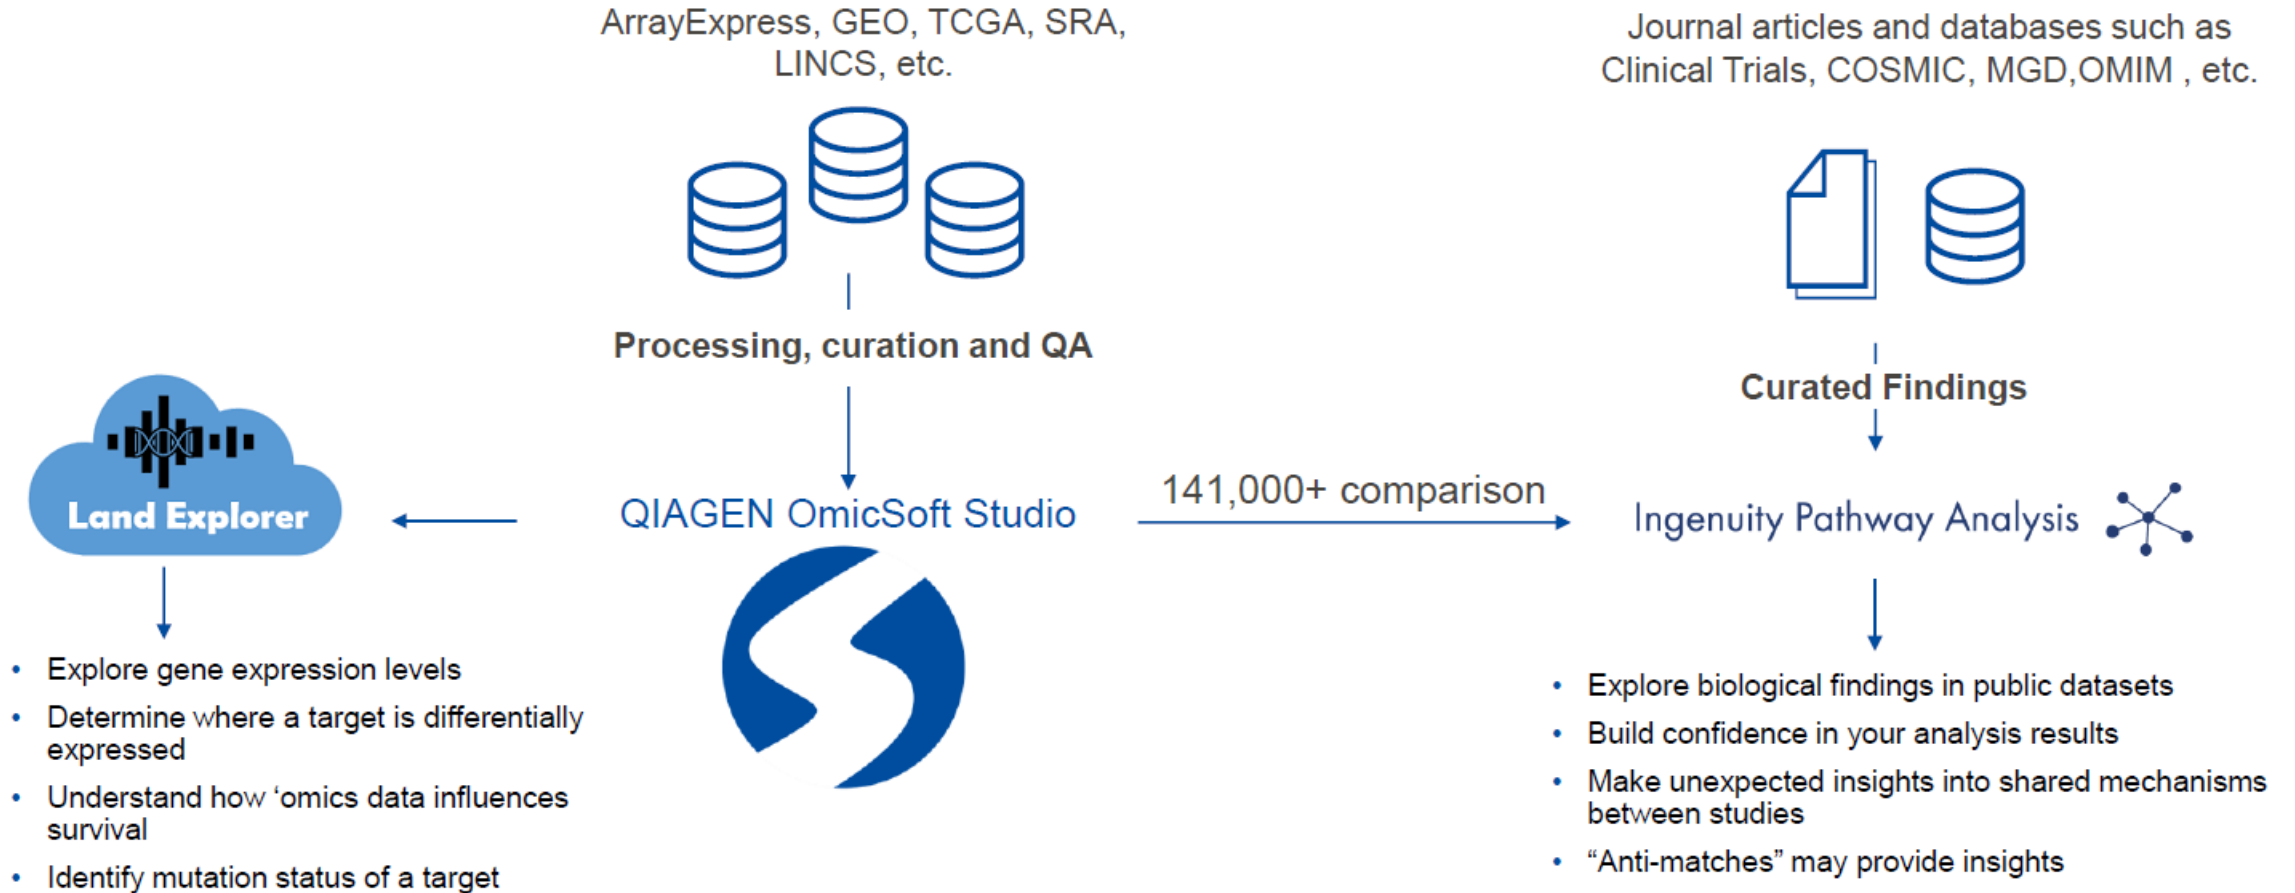 ArrayExpress, GEO, TCGA, SRA,
LINCS, etc.
Journal articles and databases such as
Clinical Trials, COSMIC, MGD,OMIM , etc.
Processing, curation and QA
Curated Findings
Land Explorer
QIAGEN OmicSoft Studio
141,000+ comparison
Ingenuity Pathway Analysis
• Explore gene expression levels
• Determine where a target is differentially
expressed
• Understand how ‘omics data influences
survival
• Identify mutation status of a target
• Explore biological findings in public datasets
• Build confidence in your analysis results
• Make unexpected insights into shared mechanisms
between studies
• “Anti-matches” may provide insights